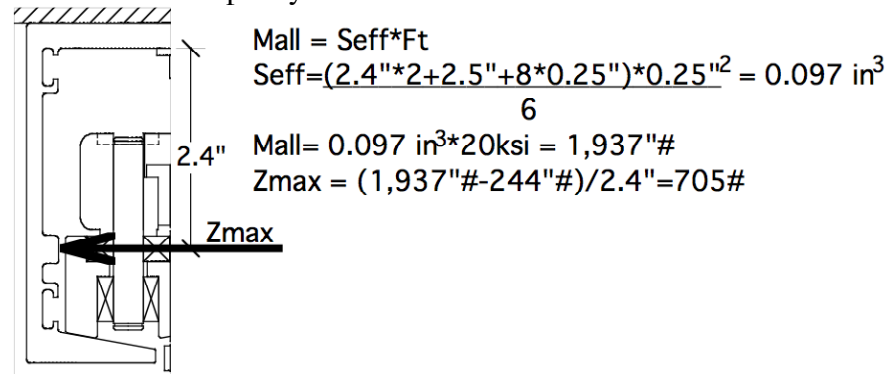 Mall = Seff*Ft
Seff=(2.4"*2+2.5"+8*0.25")*0.25"² = 0.097 in³
6
Mall= 0.097 in³*20ksi = 1,937"#
2.4"
Zmax = (1,937"#-244"#)/2.4"=705#
Zmax